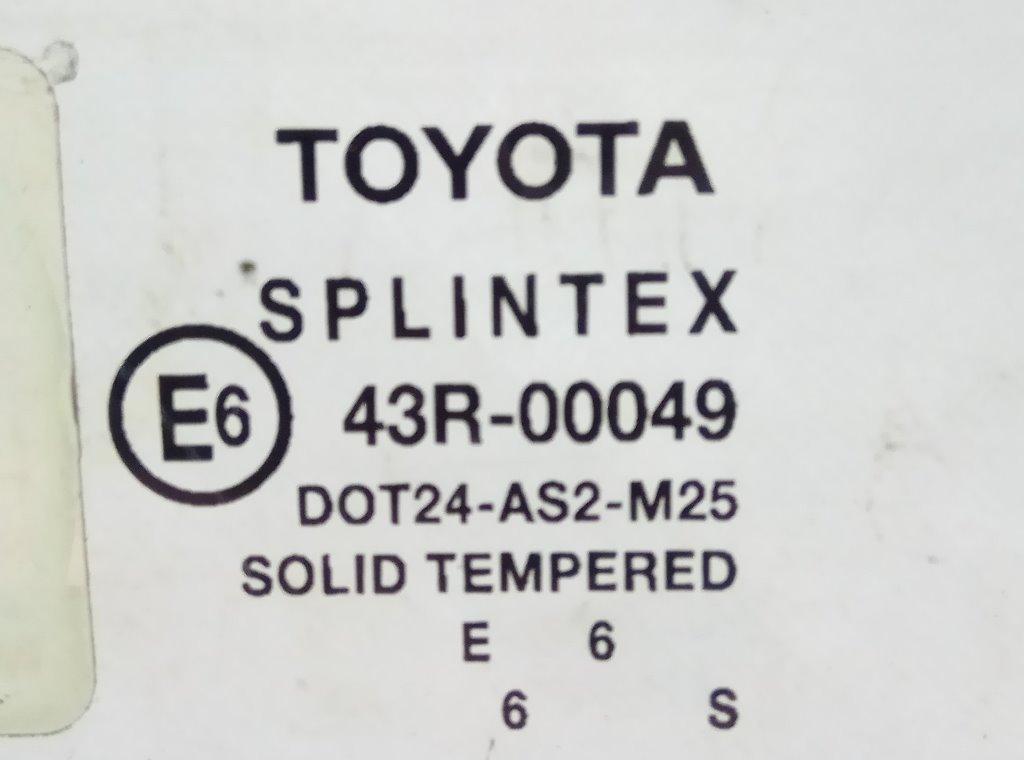 TOYOTA
SPLINTEX
E6 43R-00049
DOT24-AS2-M25
SOLID TEMPERED
E 6
6 S